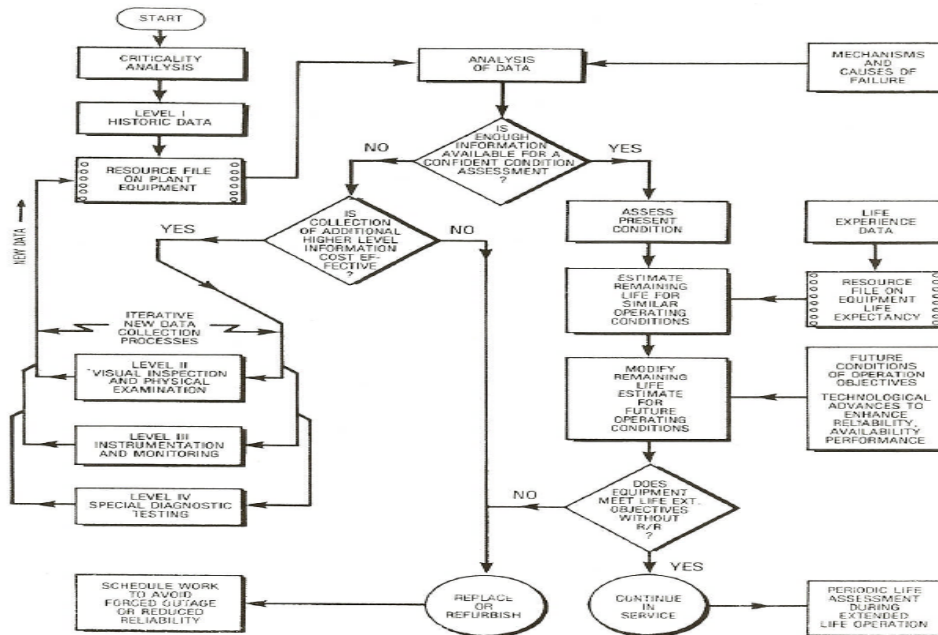 START
CRITICALITY
ANALYSIS
LEVEL I
HISTORIC DATA
RESOURCE FILE
ON PLANT
EQUIPMENT
NEW DATA
ANALYSIS
OF DATA
MECHANISMS
AND
CAUSES OF
FAILURE
IS
ENOUGH
INFORMATION
AVAILABLE FOR A
CONFIDENT CONDITION
ASSESSMENT
?
NO
YES
IS
COLLECTION
OF ADDITIONAL
HIGHER LEVEL
INFORMATION
COST EF-
FECTIVE
?
YES
NO
ASSESS
PRESENT
CONDITION
LIFE
EXPERIENCE
DATA
ESTIMATE
REMAINING
LIFE FOR
SIMILAR
OPERATING
CONDITIONS
RESOURCE
FILE ON
EQUIPMENT
LIFE
EXPECTANCY
ITERATIVE
NEW DATA
COLLECTION
PROCESSES
LEVEL II
VISUAL INSPECTION
AND PHYSICAL
EXAMINATION
LEVEL III
INSTRUMENTATION
AND MONITORING
LEVEL IV
SPECIAL DIAGNOSTIC
TESTING
MODIFY
REMAINING
LIFE
ESTIMATE
FOR
FUTURE
OPERATING
CONDITIONS
FUTURE
CONDITIONS
OF OPERATION
OBJECTIVES
TECHNOLOGICAL
ADVANCES TO
ENHANCE
RELIABILITY,
AVAILABILITY
PERFORMANCE
DOES
EQUIPMENT
MEET LIFE EXT.
OBJECTIVES
WITHOUT
R/R
?
NO
YES
SCHEDULE WORK
TO AVOID
FORCED OUTAGE
OR REDUCED
RELIABILITY
REPLACE
OR
REFURBISH
CONTINUE
IN
SERVICE
PERIODIC LIFE
ASSESSMENT
DURING
EXTENDED
LIFE OPERATION